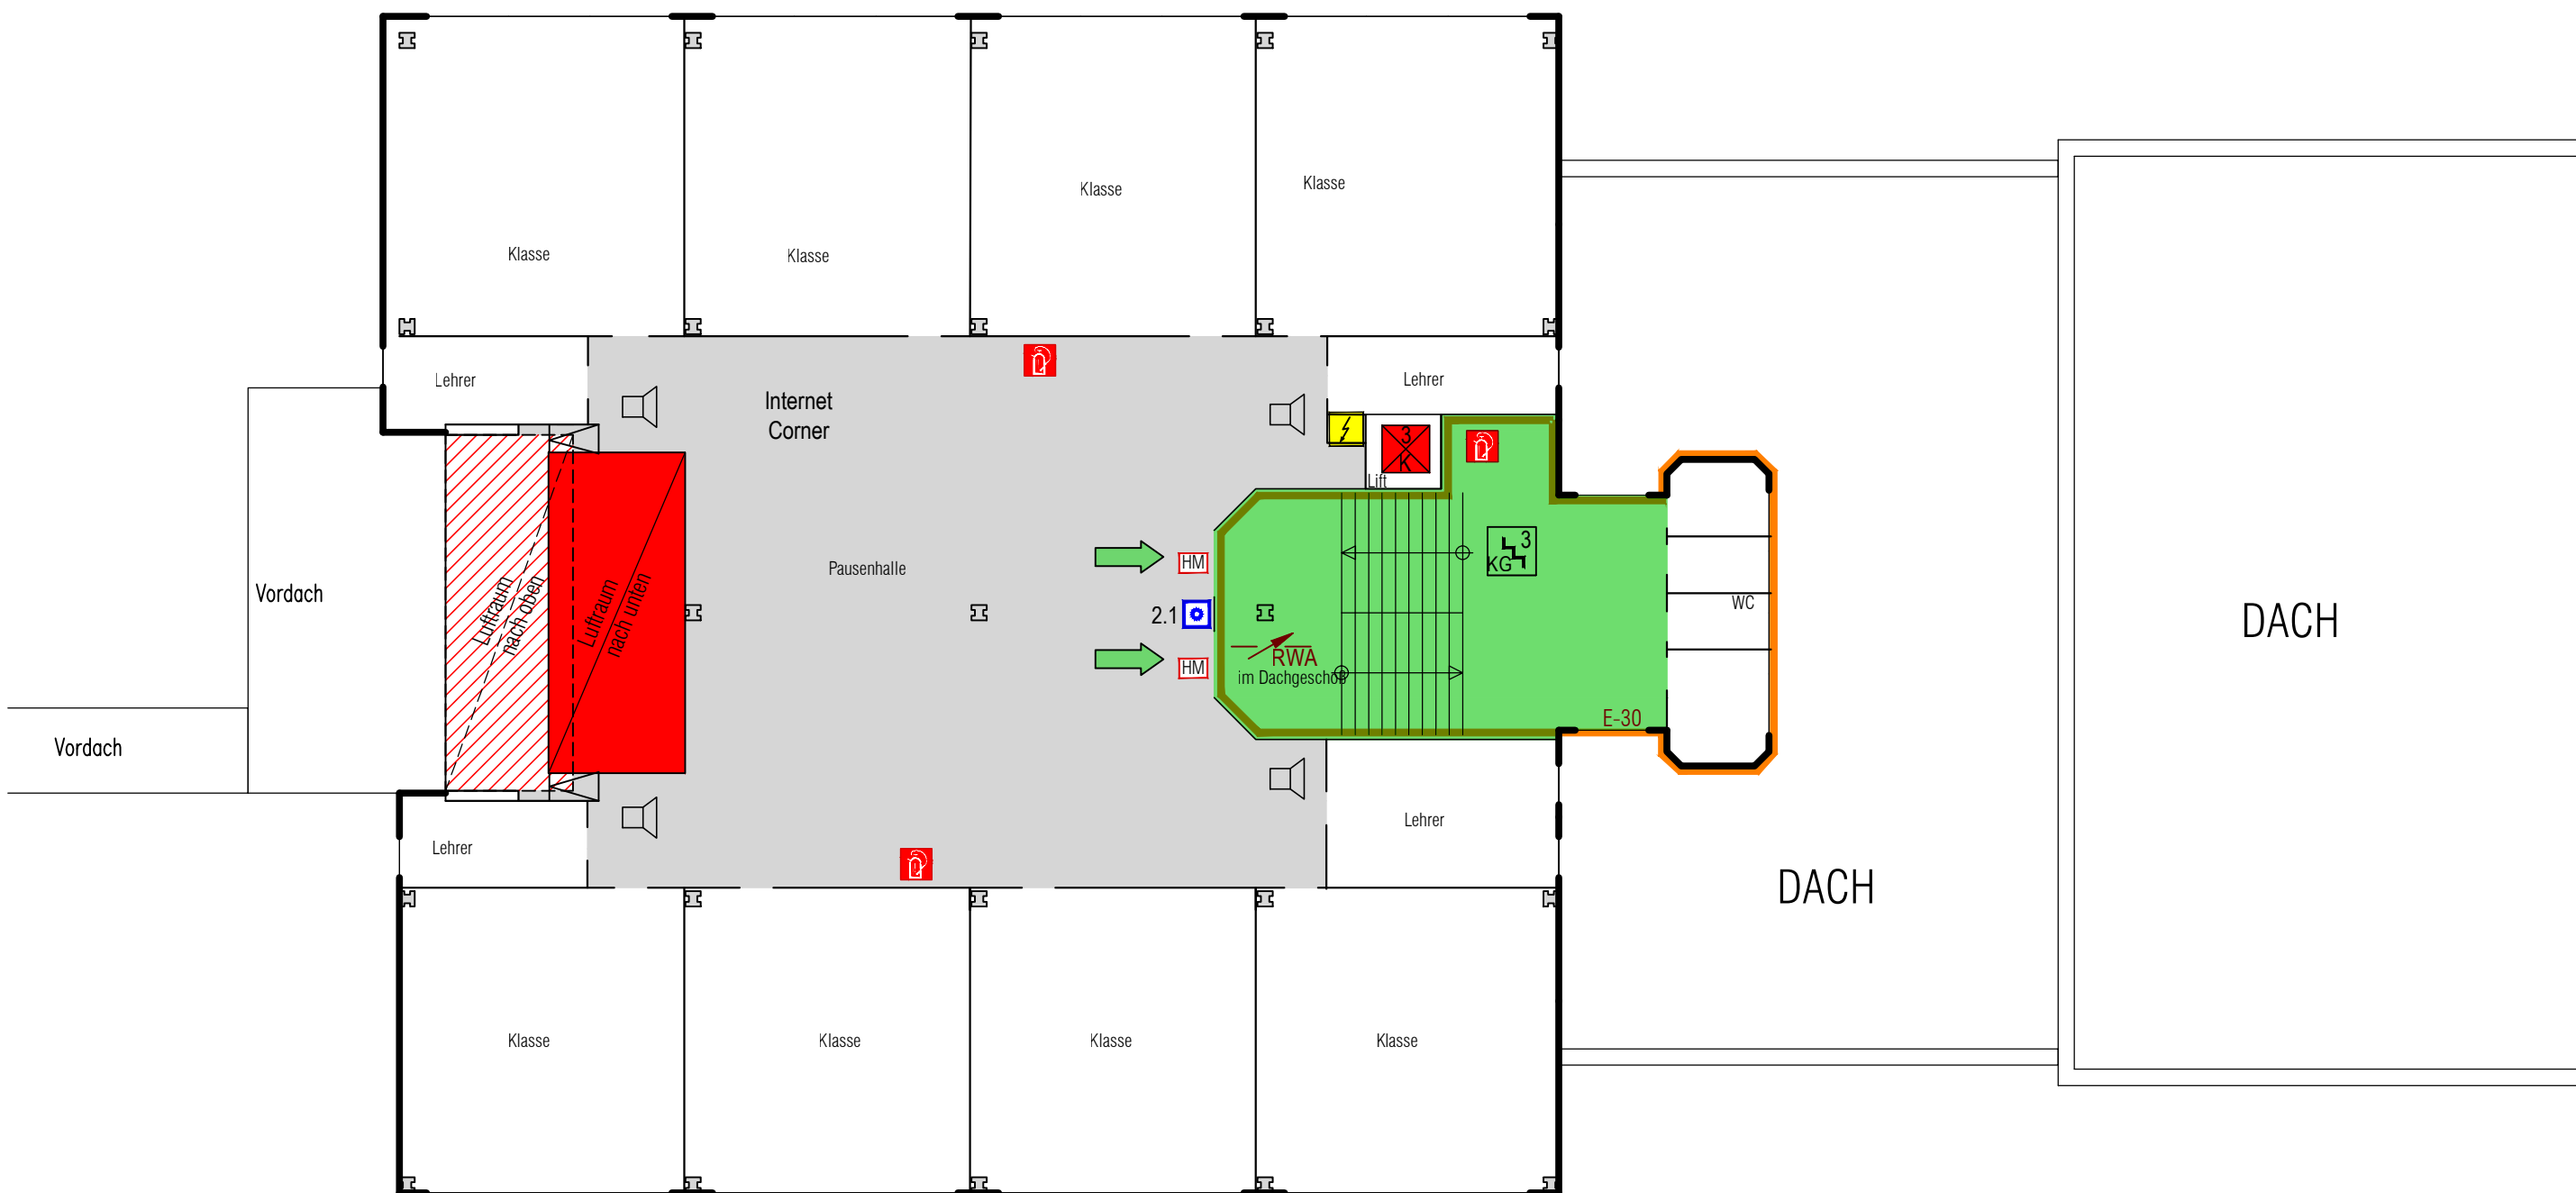 Klasse
Klasse
Klasse
Klasse
Lehrer
Internet
Corner
Lehrer
3
K
Lift
Vordach
Luftraum
nach oben
Luftraum
nach unten
Pausenhalle
HM
3
KG
2.1
HM
RWA
im Dachgeschoß
WC
E-30
DACH
Vordach
Lehrer
Lehrer
DACH
Klasse
Klasse
Klasse
Klasse